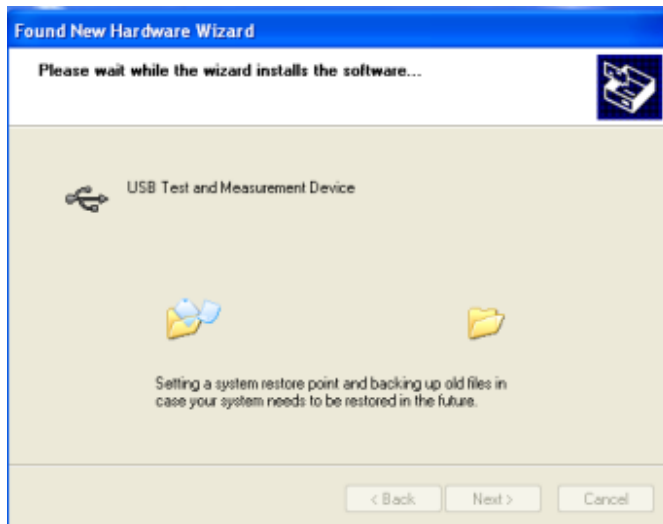 Found New Hardware Wizard
Please wait while the wizard installs the software...
USB Test and Measurement Device
Setting a system restore point and backing up old files in
case your system needs to be restored in the future.
< Back
Next >
Cancel